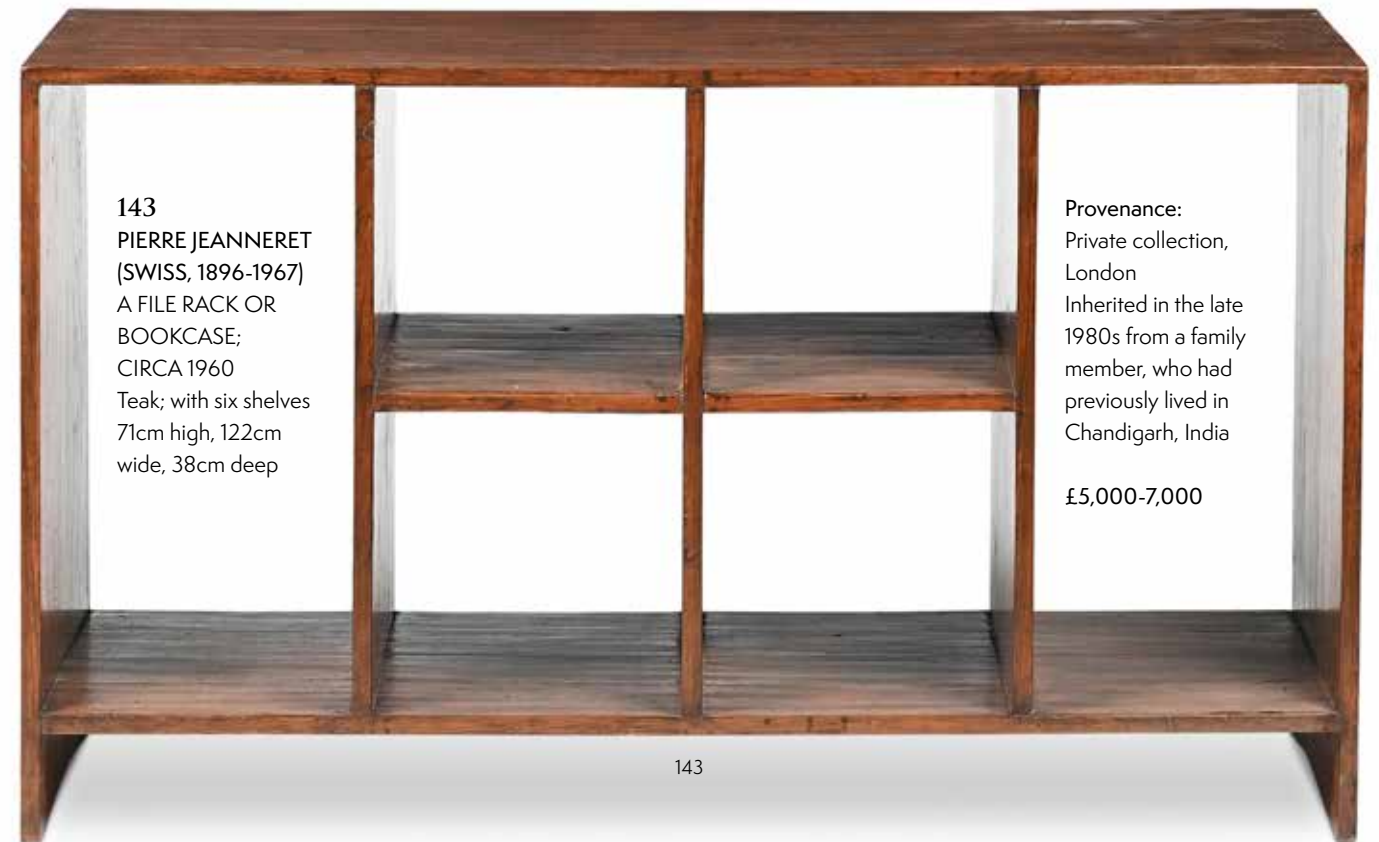 143
PIERRE JEANNERET
(SWISS, 1896-1967)
A FILE RACK OR
BOOKCASE;
CIRCA 1960
Teak; with six shelves
71cm high, 122cm
wide, 38cm deep
Provenance:
Private collection,
London
Inherited in the late
1980s from a family
member, who had
previously lived in
Chandigarh, India
£5,000-7,000
143